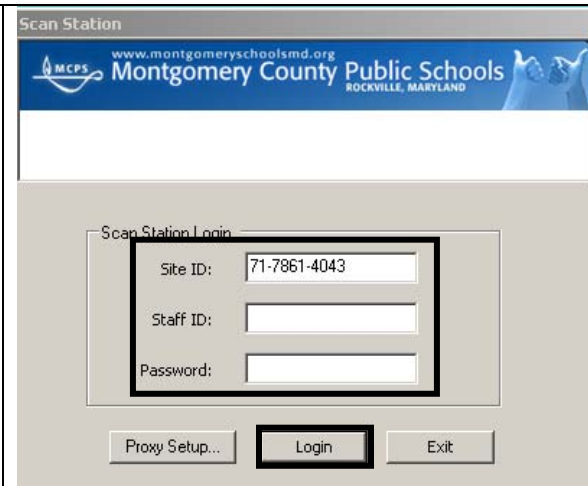 Scan Station
www.montgomeryschoolsmd.org
MCPS
Montgomery County Public Schools
ROCKVILLE, MARYLAND
Scan Station Login
Site ID:
71-7861-4043
Staff ID:
Password:
Proxy Setup...
Login
Exit